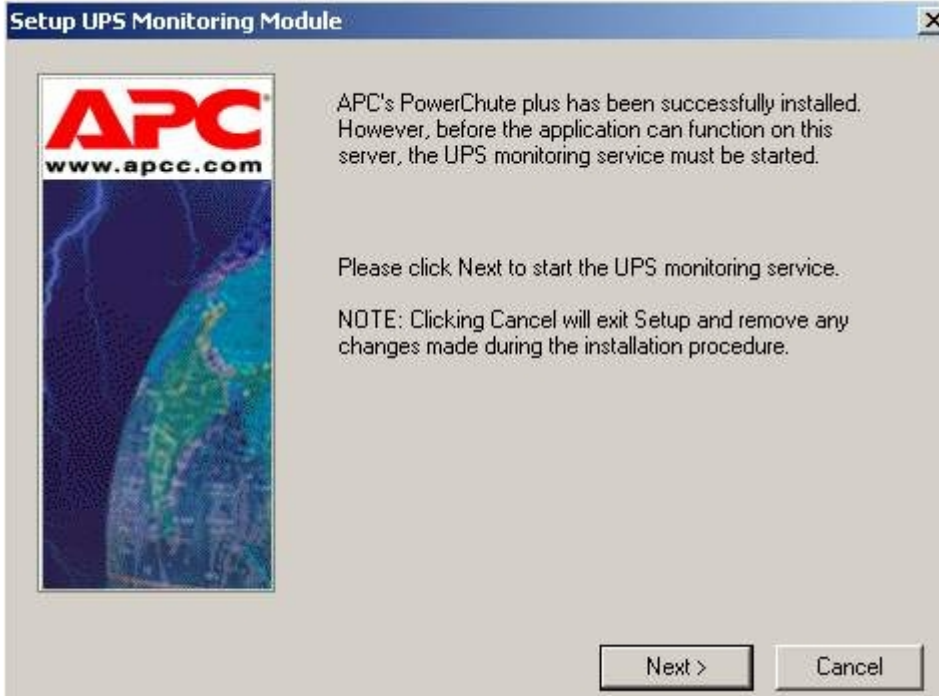 Setup UPS Monitoring Module
APC
www.apcc.com
APC's PowerChute plus has been successfully installed.
However, before the application can function on this
server, the UPS monitoring service must be started.
Please click Next to start the UPS monitoring service.
NOTE: Clicking Cancel will exit Setup and remove any
changes made during the installation procedure.
Next >
Cancel